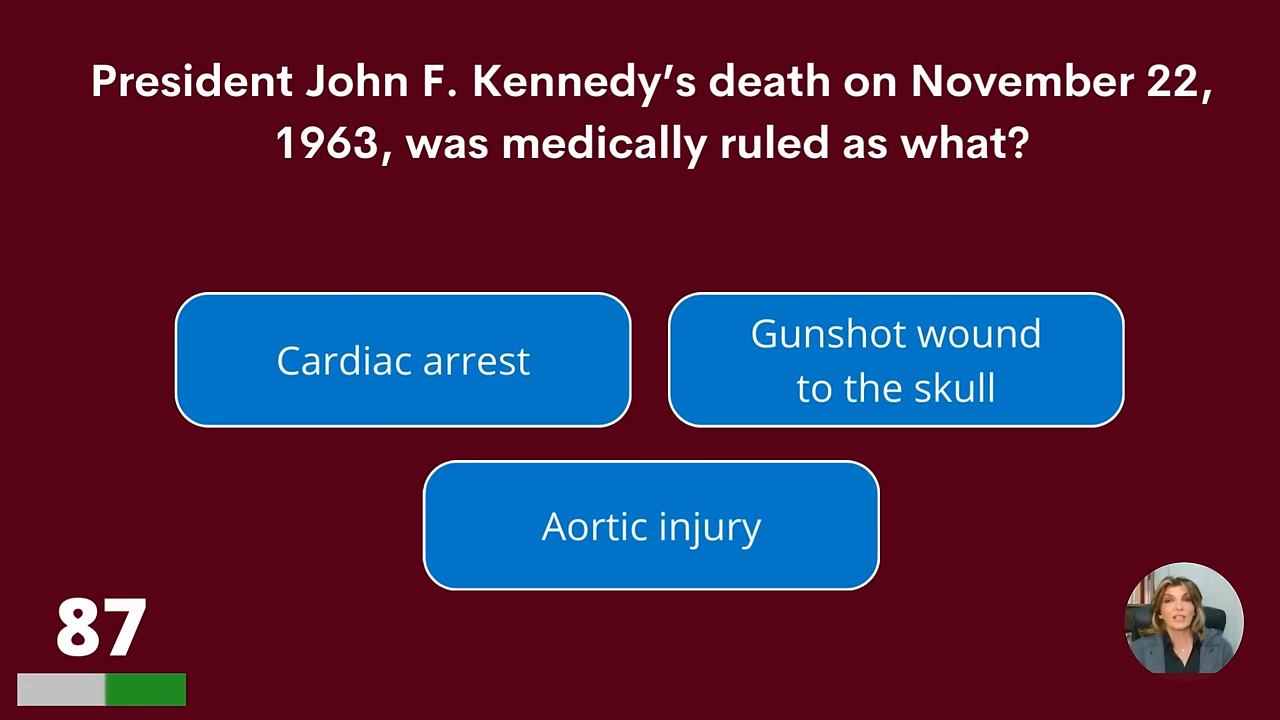 President John F. Kennedy’s death on November 22,
1963, was medically ruled as what?
Cardiac arrest
Gunshot wound
to the skull
Aortic injury
87